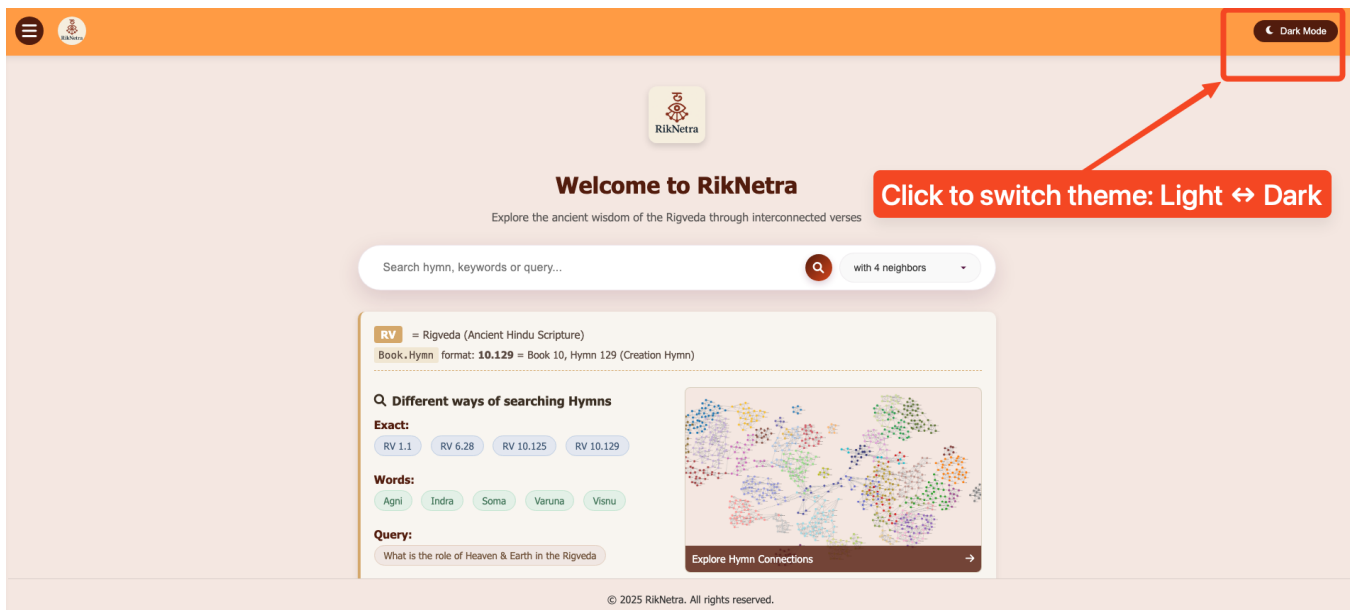 RikNetra
Dark Mode
RikNetra
Welcome to RikNetra
Click to switch theme: Light ↔ Dark
Explore the ancient wisdom of the Rigveda through interconnected verses
Search hymn, keywords or query...
with 4 neighbors
RV = Rigveda (Ancient Hindu Scripture)
Book.Hymn format: 10.129 = Book 10, Hymn 129 (Creation Hymn)
Different ways of searching Hymns
Exact:
RV 1.1 RV 6.28 RV 10.125 RV 10.129
Words:
Agni Indra Soma Varuna Visnu
Query:
What is the role of Heaven & Earth in the Rigveda
Explore Hymn Connections →
© 2025 RikNetra. All rights reserved.